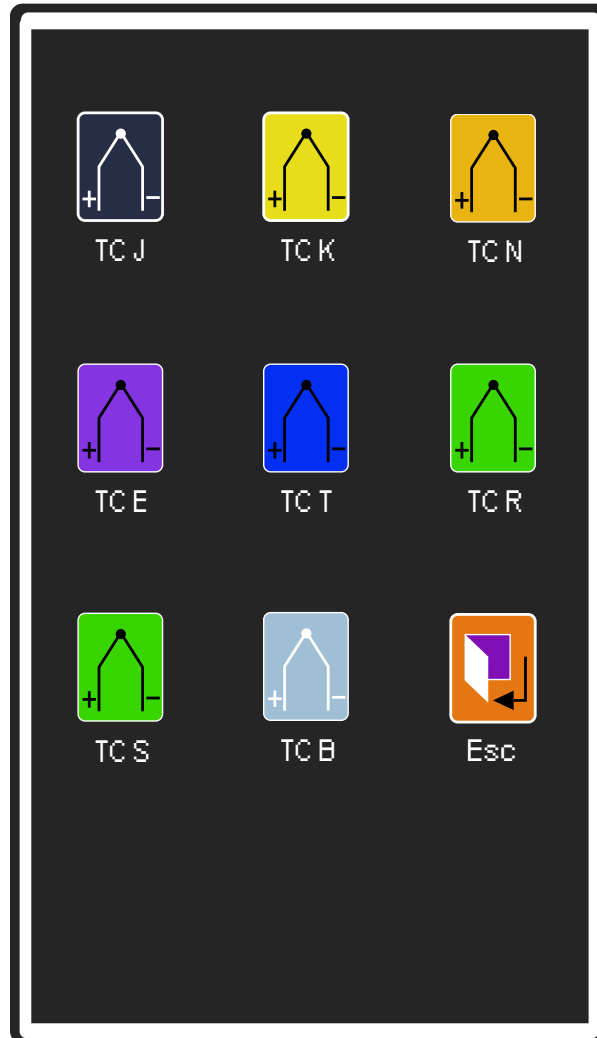 + − + − + −
TC J TC K TC N
+ − + − + −
TC E TC T TC R
+ − + −
TC S TC B Esc